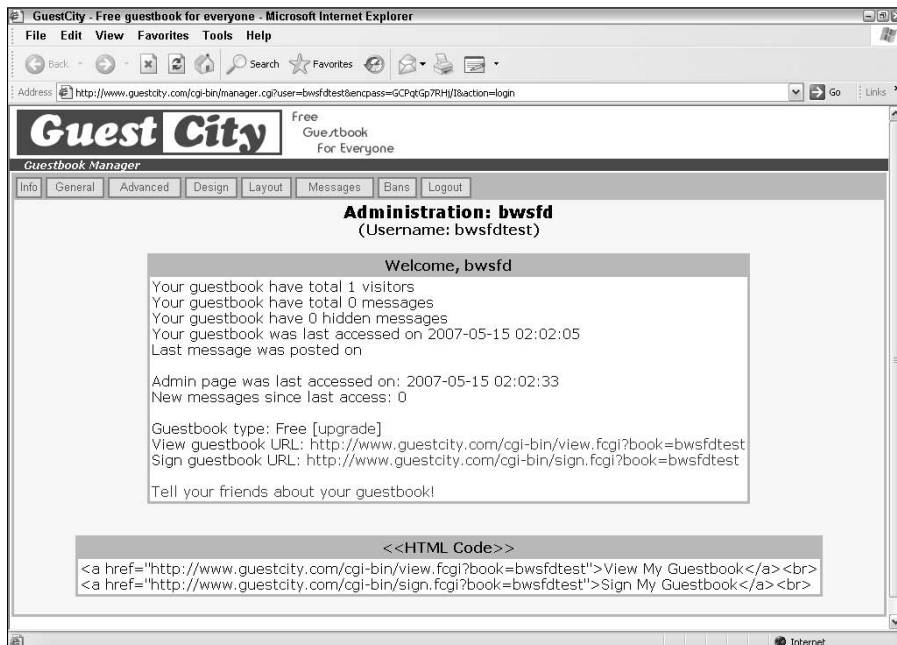 GuestCity - Free guestbook for everyone - Microsoft Internet Explorer
File Edit View Favorites Tools Help
Back Search Favorites
Address http://www.guestcity.com/cgi-bin/manager.cgi?user=bwsfdtest&encpass=GCPqtGp7RHj/I&action=login Go Links
Guest City
Free
Guestbook
For Everyone
Guestbook Manager
Info General Advanced Design Layout Messages Bans Logout
Administration: bwsfd
(Username: bwsfdtest)
Welcome, bwsfd
Your guestbook have total 1 visitors
Your guestbook have total 0 messages
Your guestbook have 0 hidden messages
Your guestbook was last accessed on 2007-05-15 02:02:05
Last message was posted on
Admin page was last accessed on: 2007-05-15 02:02:33
New messages since last access: 0
Guestbook type: Free [upgrade]
View guestbook URL: http://www.guestcity.com/cgi-bin/view.fcgi?book=bwsfdtest
Sign guestbook URL: http://www.guestcity.com/cgi-bin/sign.fcgi?book=bwsfdtest
Tell your friends about your guestbook!
<<HTML Code>>
<a href="http://www.guestcity.com/cgi-bin/view.fcgi?book=bwsfdtest">View My Guestbook</a><br>
<a href="http://www.guestcity.com/cgi-bin/sign.fcgi?book=bwsfdtest">Sign My Guestbook</a><br>
Internet